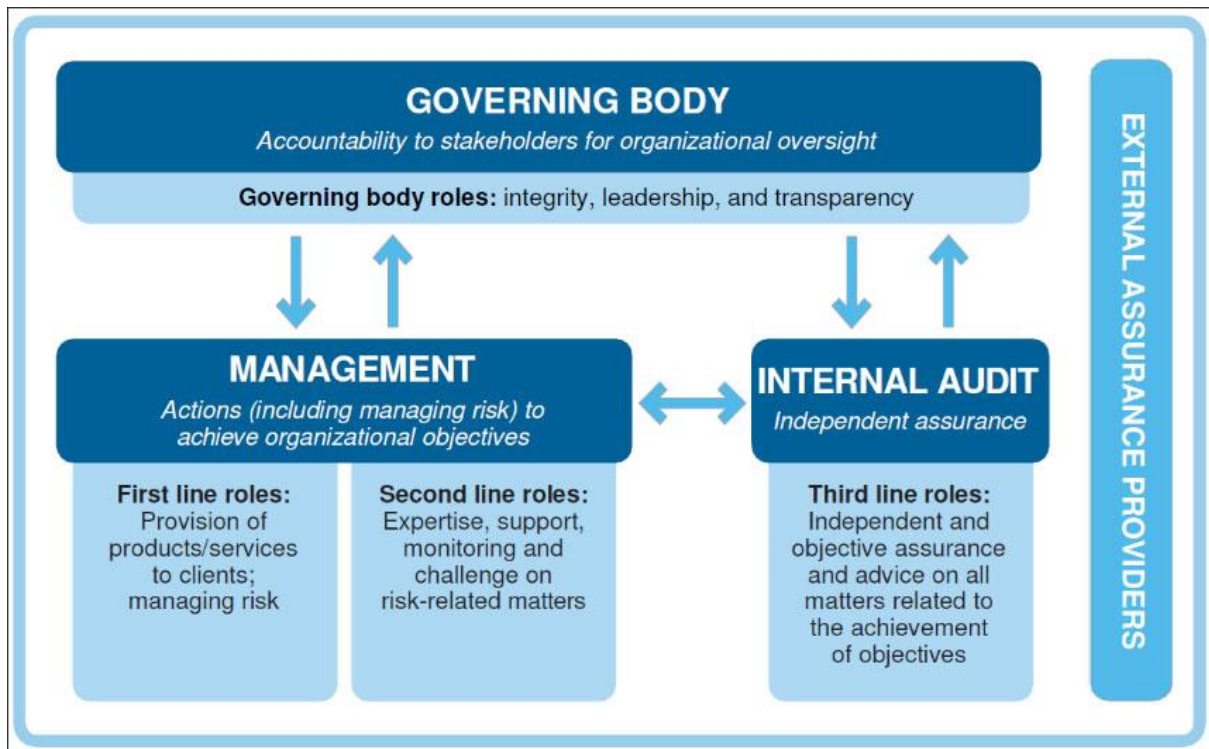 GOVERNING BODY
Accountability to stakeholders for organizational oversight
Governing body roles: integrity, leadership, and transparency
MANAGEMENT
Actions (including managing risk) to
achieve organizational objectives
First line roles:
Provision of
products/services
to clients;
managing risk
Second line roles:
Expertise, support,
monitoring and
challenge on
risk-related matters
INTERNAL AUDIT
Independent assurance
Third line roles:
Independent and
objective assurance
and advice on all
matters related to
the achievement
of objectives
EXTERNAL ASSURANCE PROVIDERS